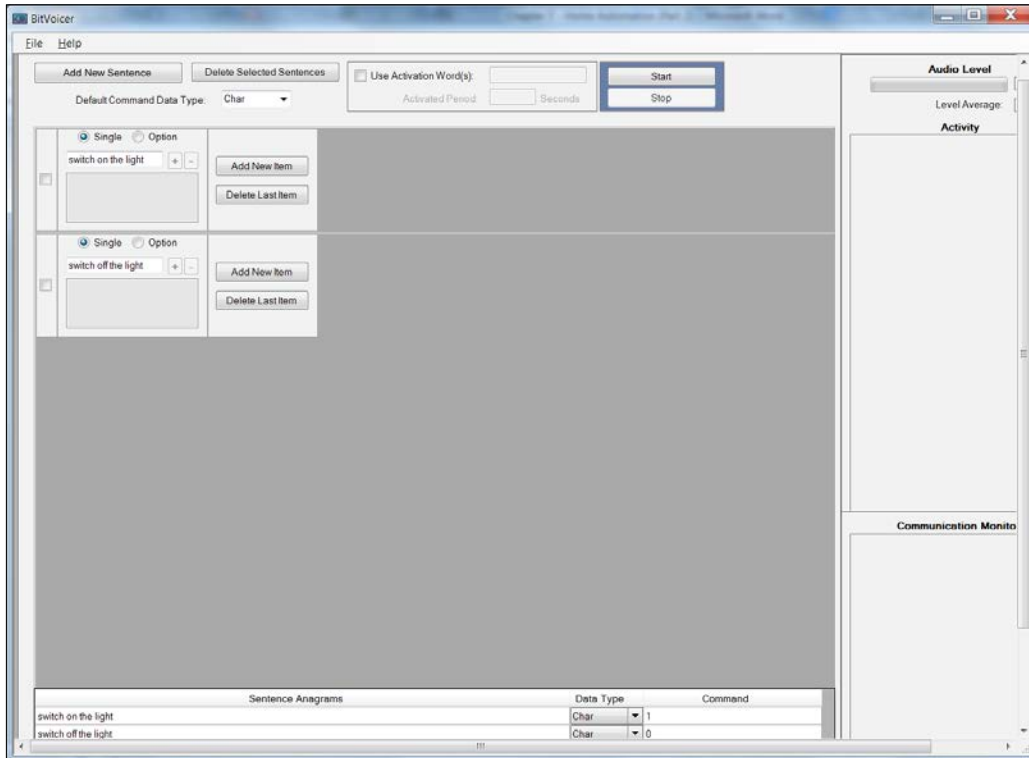 BitVoicer
File Help
Add New Sentence Delete Selected Sentences
Default Command Data Type: Char
Use Activation Word(s):
Activated Period: Seconds
Start
Stop
Single Option
switch on the light + -
Add New Item
Delete Last Item
Single Option
switch off the light + -
Add New Item
Delete Last Item
Audio Level
Level Average:
Activity
Communication Monito
Sentence Anagrams Data Type Command
switch on the light Char 1
switch off the light Char 0